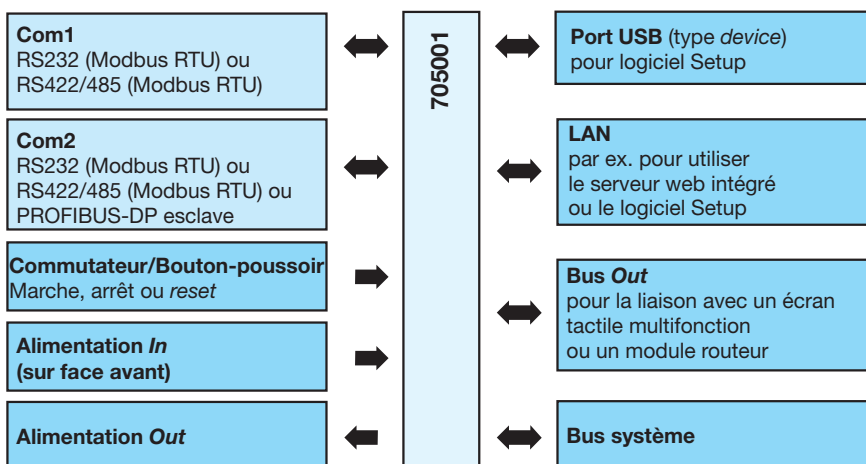 Com1
RS232 (Modbus RTU) ou
RS422/485 (Modbus RTU)
Com2
RS232 (Modbus RTU) ou
RS422/485 (Modbus RTU) ou
PROFIBUS-DP esclave
Commutateur/Bouton-poussoir
Marche, arrêt ou reset
Alimentation In
(sur face avant)
Alimentation Out
705001
Port USB (type device)
pour logiciel Setup
LAN
par ex. pour utiliser
le serveur web intégré
ou le logiciel Setup
Bus Out
pour la liaison avec un écran
tactile multifonction
ou un module routeur
Bus système